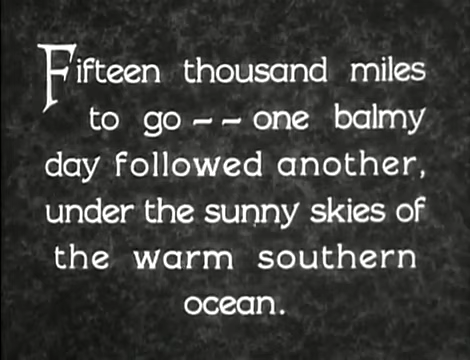 Fifteen thousand miles
to go -- one balmy
day followed another,
under the sunny skies of
the warm southern
ocean.